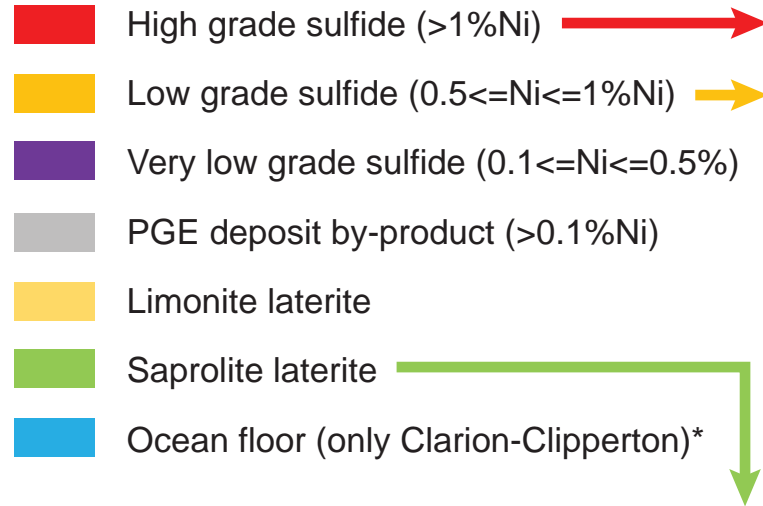 High grade sulfide (>1%Ni)
Low grade sulfide (0.5<=Ni<=1%Ni)
Very low grade sulfide (0.1<=Ni<=0.5%)
PGE deposit by-product (>0.1%Ni)
Limonite laterite
Saprolite laterite
Ocean floor (only Clarion-Clipperton)*